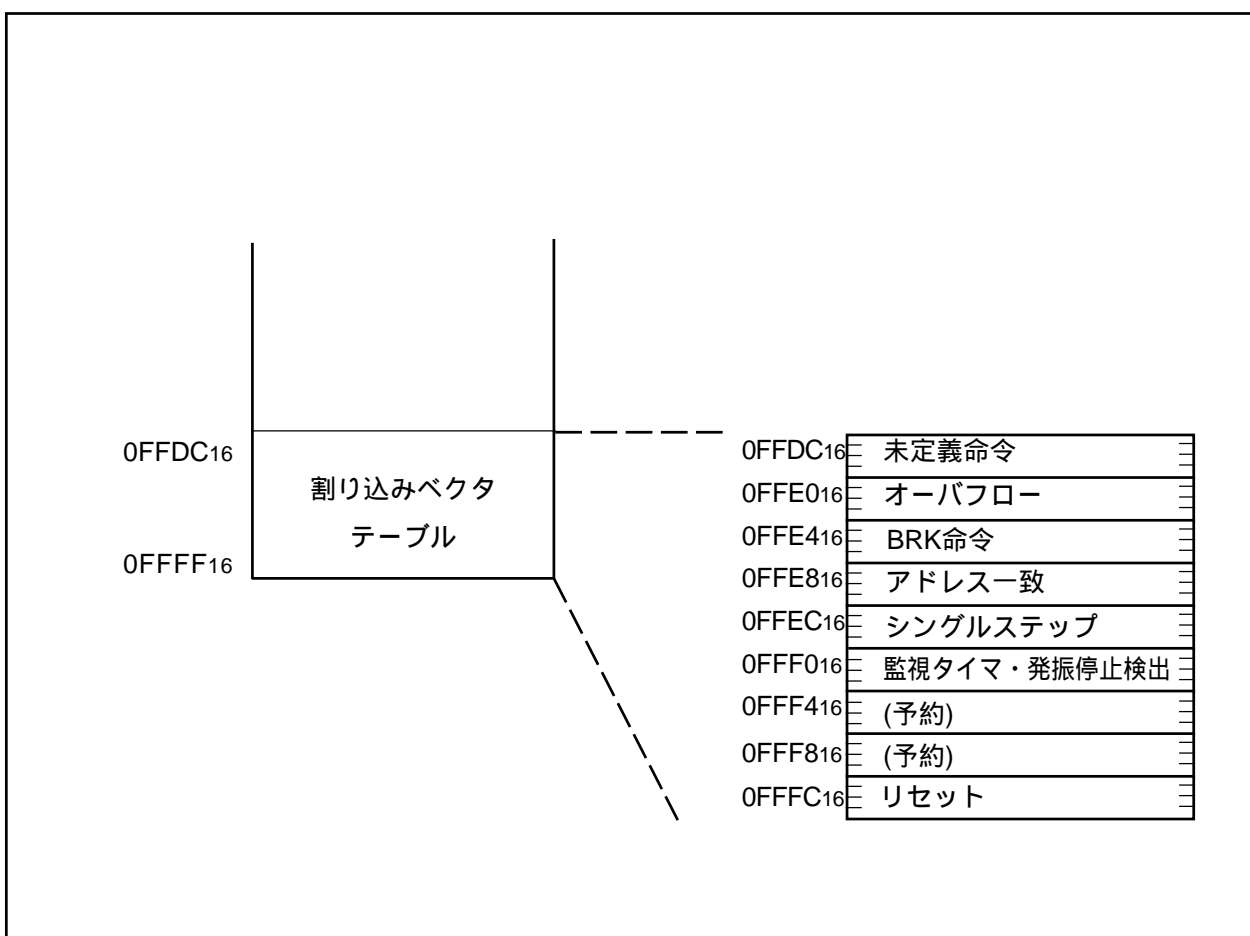 0FFDC16
割り込みベクタ
テーブル
0FFFF16
0FFDC16 未定義命令
0FFE016 オーバフロー
0FFE416 BRK命令
0FFE816 アドレス一致
0FFEC16 シングルステップ
0FFF016 監視タイマ・発振停止検出
0FFF416 (予約)
0FFF816 (予約)
0FFFC16 リセット